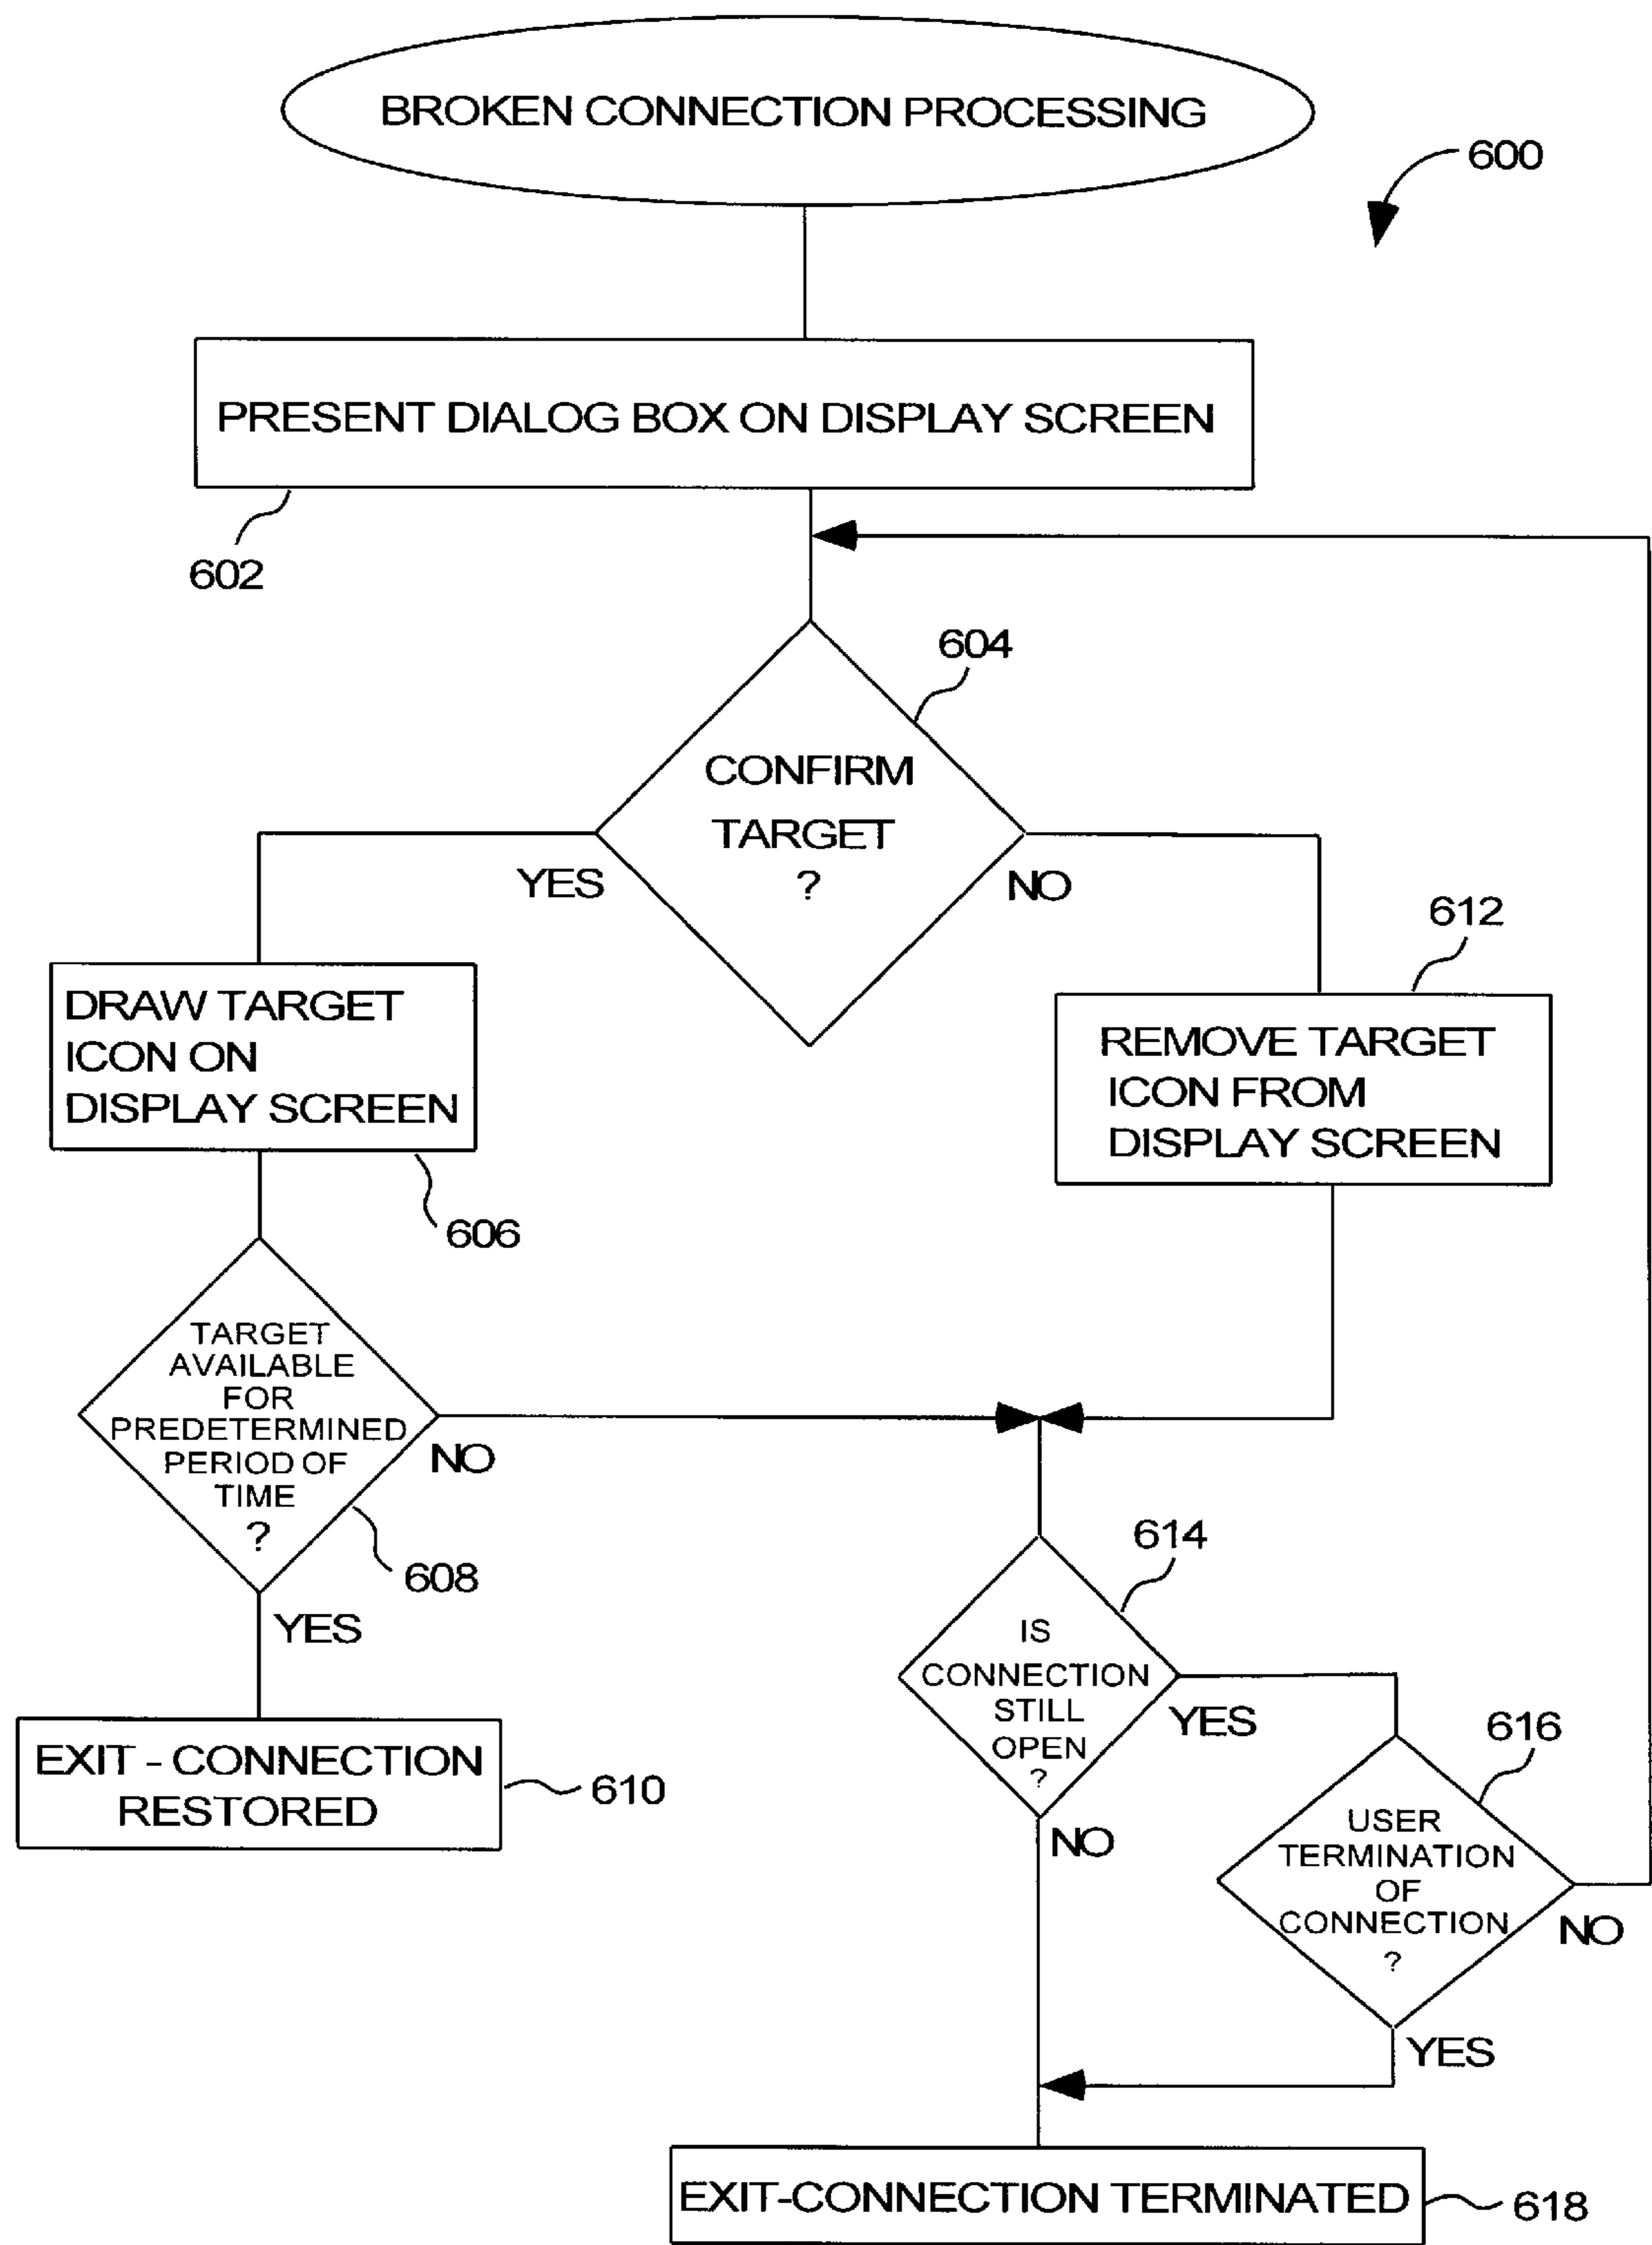 BROKEN CONNECTION PROCESSING
600
PRESENT DIALOG BOX ON DISPLAY SCREEN
602
604
CONFIRM
TARGET
?
YES
NO
612
DRAW TARGET
ICON ON
DISPLAY SCREEN
606
REMOVE TARGET
ICON FROM
DISPLAY SCREEN
TARGET
AVAILABLE
FOR
PREDETERMINED
PERIOD OF
TIME
?
NO
608
YES
614
IS
CONNECTION
STILL
OPEN
?
YES
NO
616
USER
TERMINATION
OF
CONNECTION
?
NO
YES
EXIT - CONNECTION
RESTORED
610
EXIT-CONNECTION TERMINATED
618